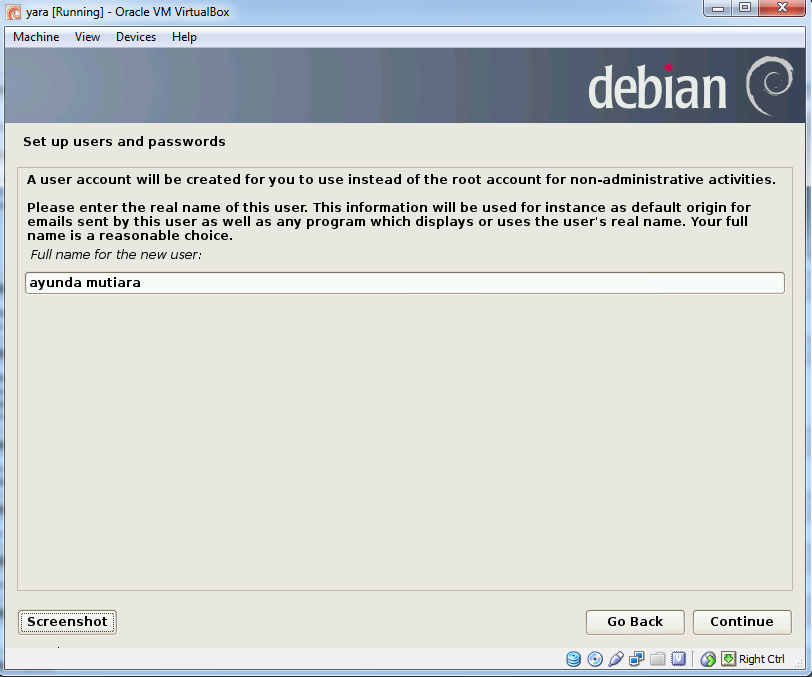 yara [Running] - Oracle VM VirtualBox
Machine View Devices Help
debian
Set up users and passwords
A user account will be created for you to use instead of the root account for non-administrative activities.
Please enter the real name of this user. This information will be used for instance as default origin for
emails sent by this user as well as any program which displays or uses the user's real name. Your full
name is a reasonable choice.
Full name for the new user:
ayunda mutiara
Screenshot Go Back Continue
Right Ctrl